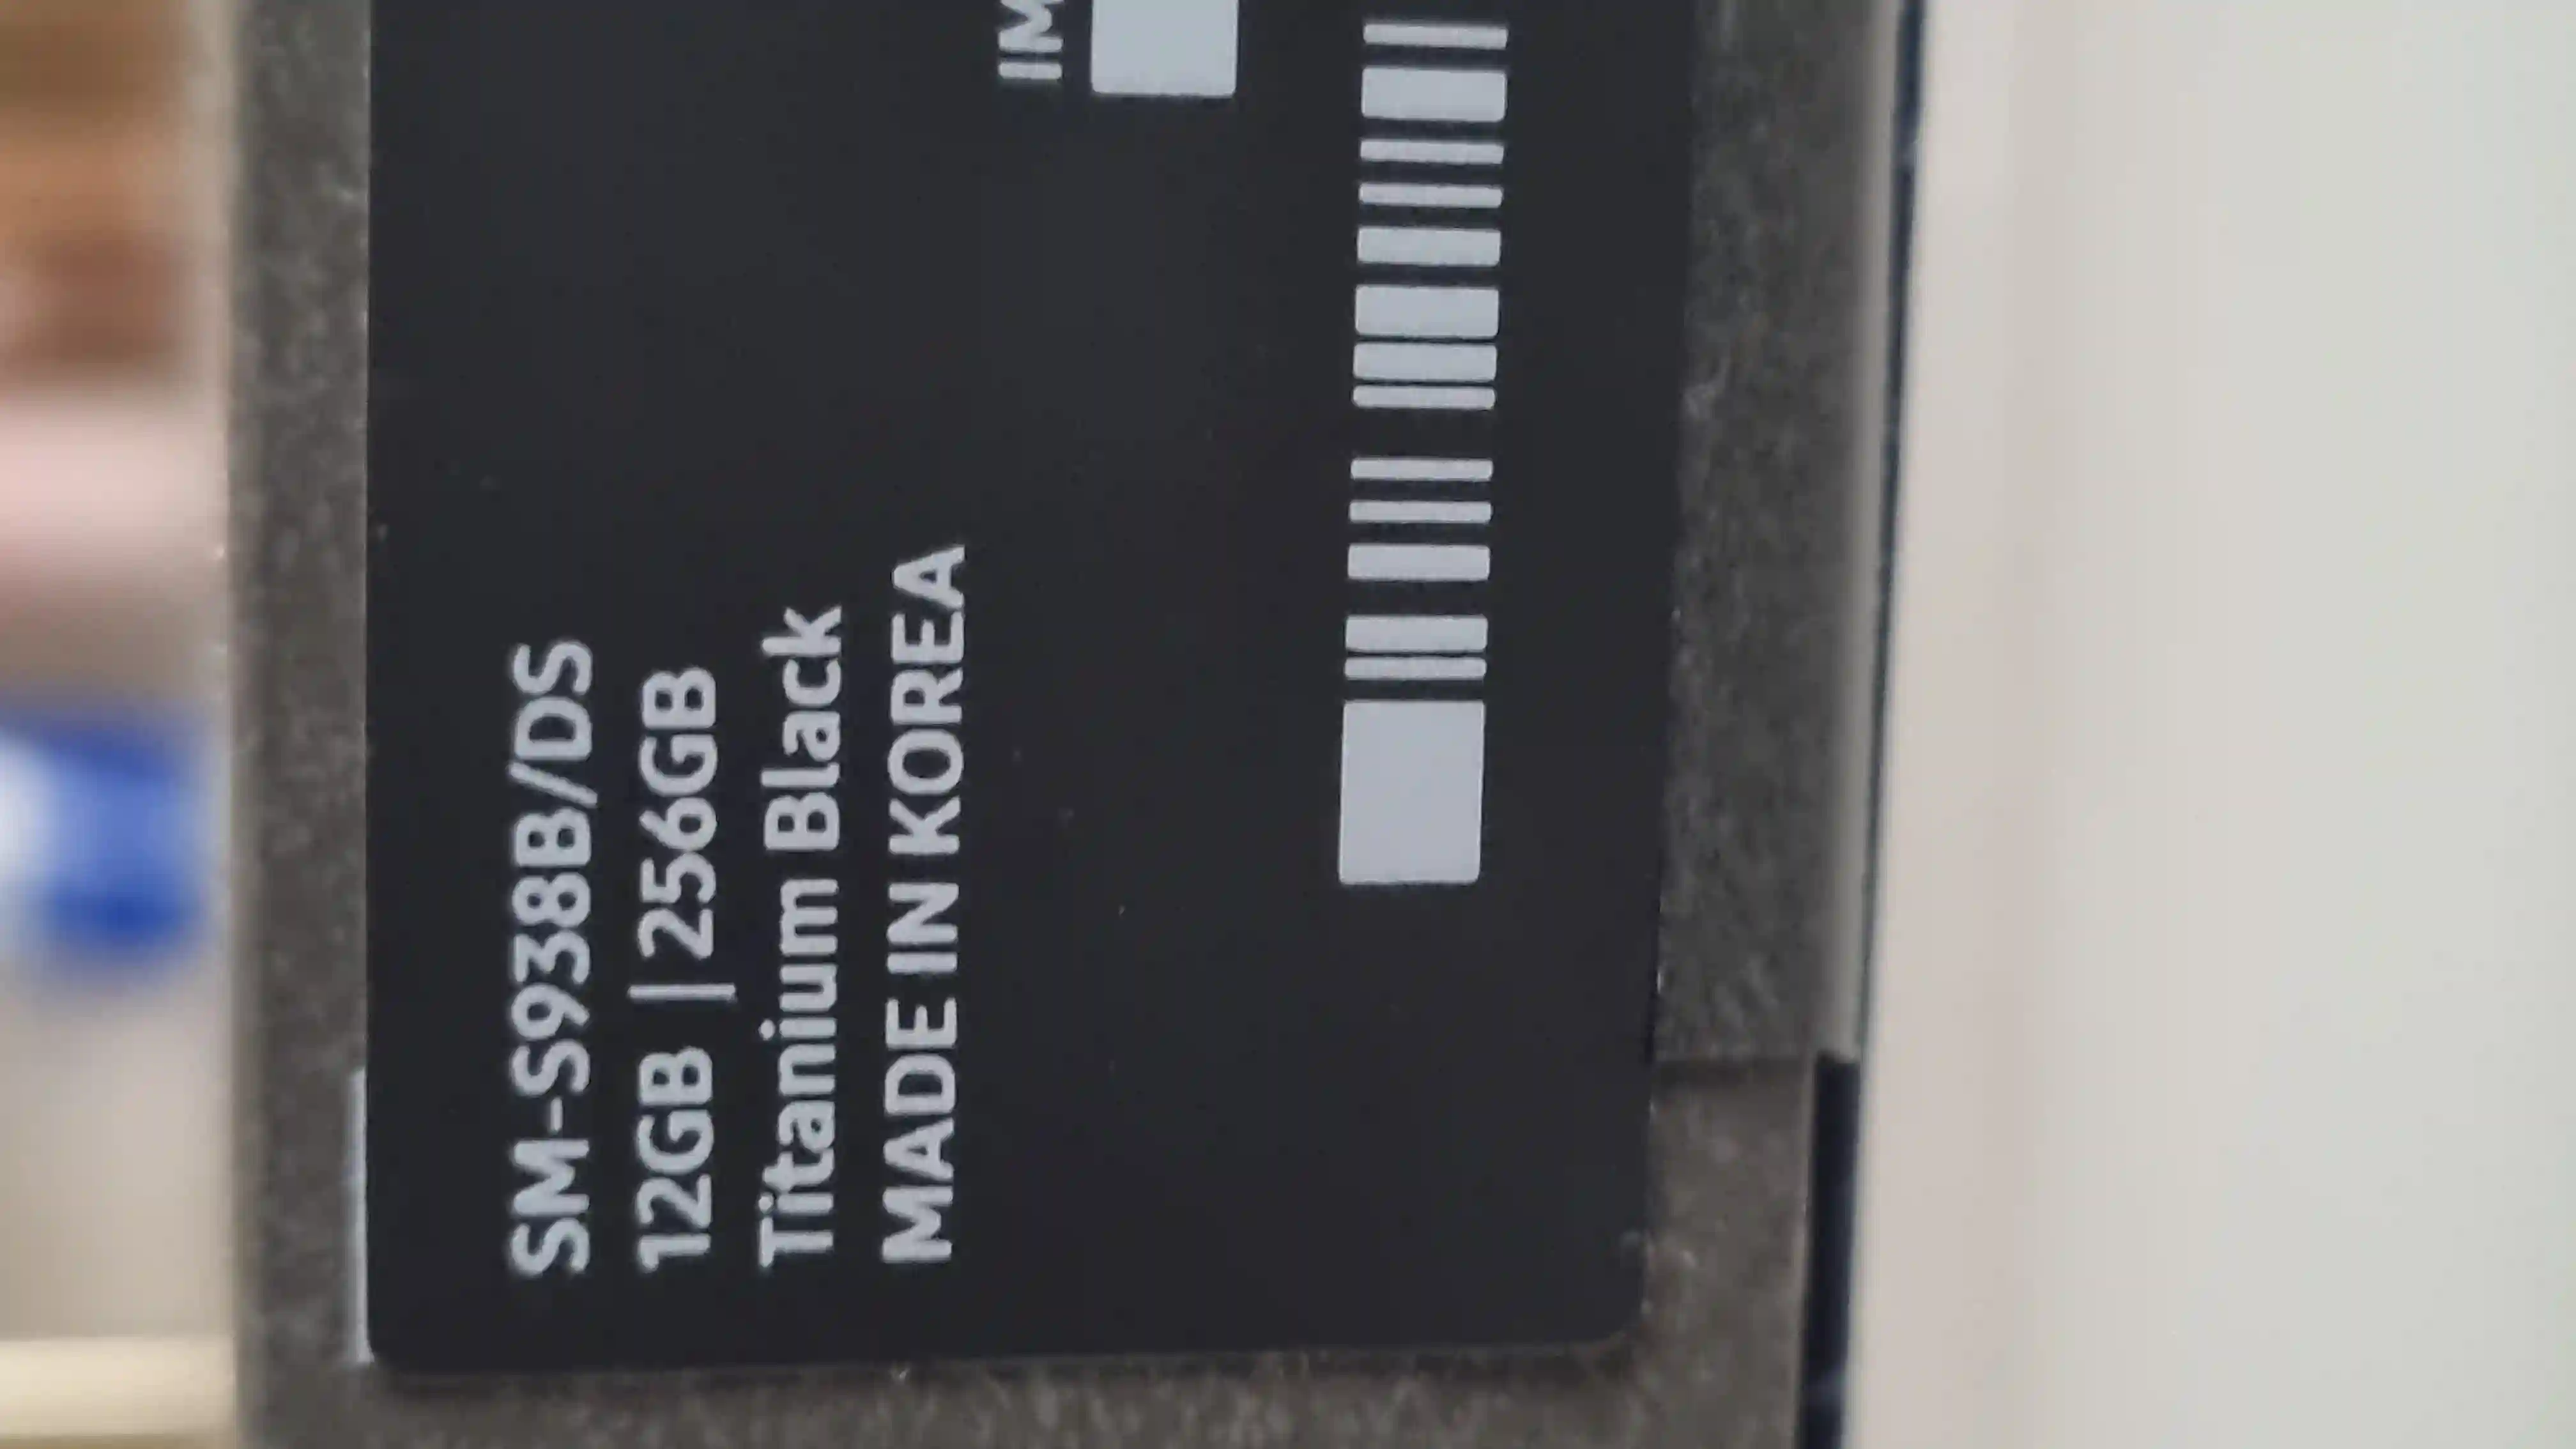 SM-S938B/DS
12GB | 256GB
Titanium Black
MADE IN KOREA